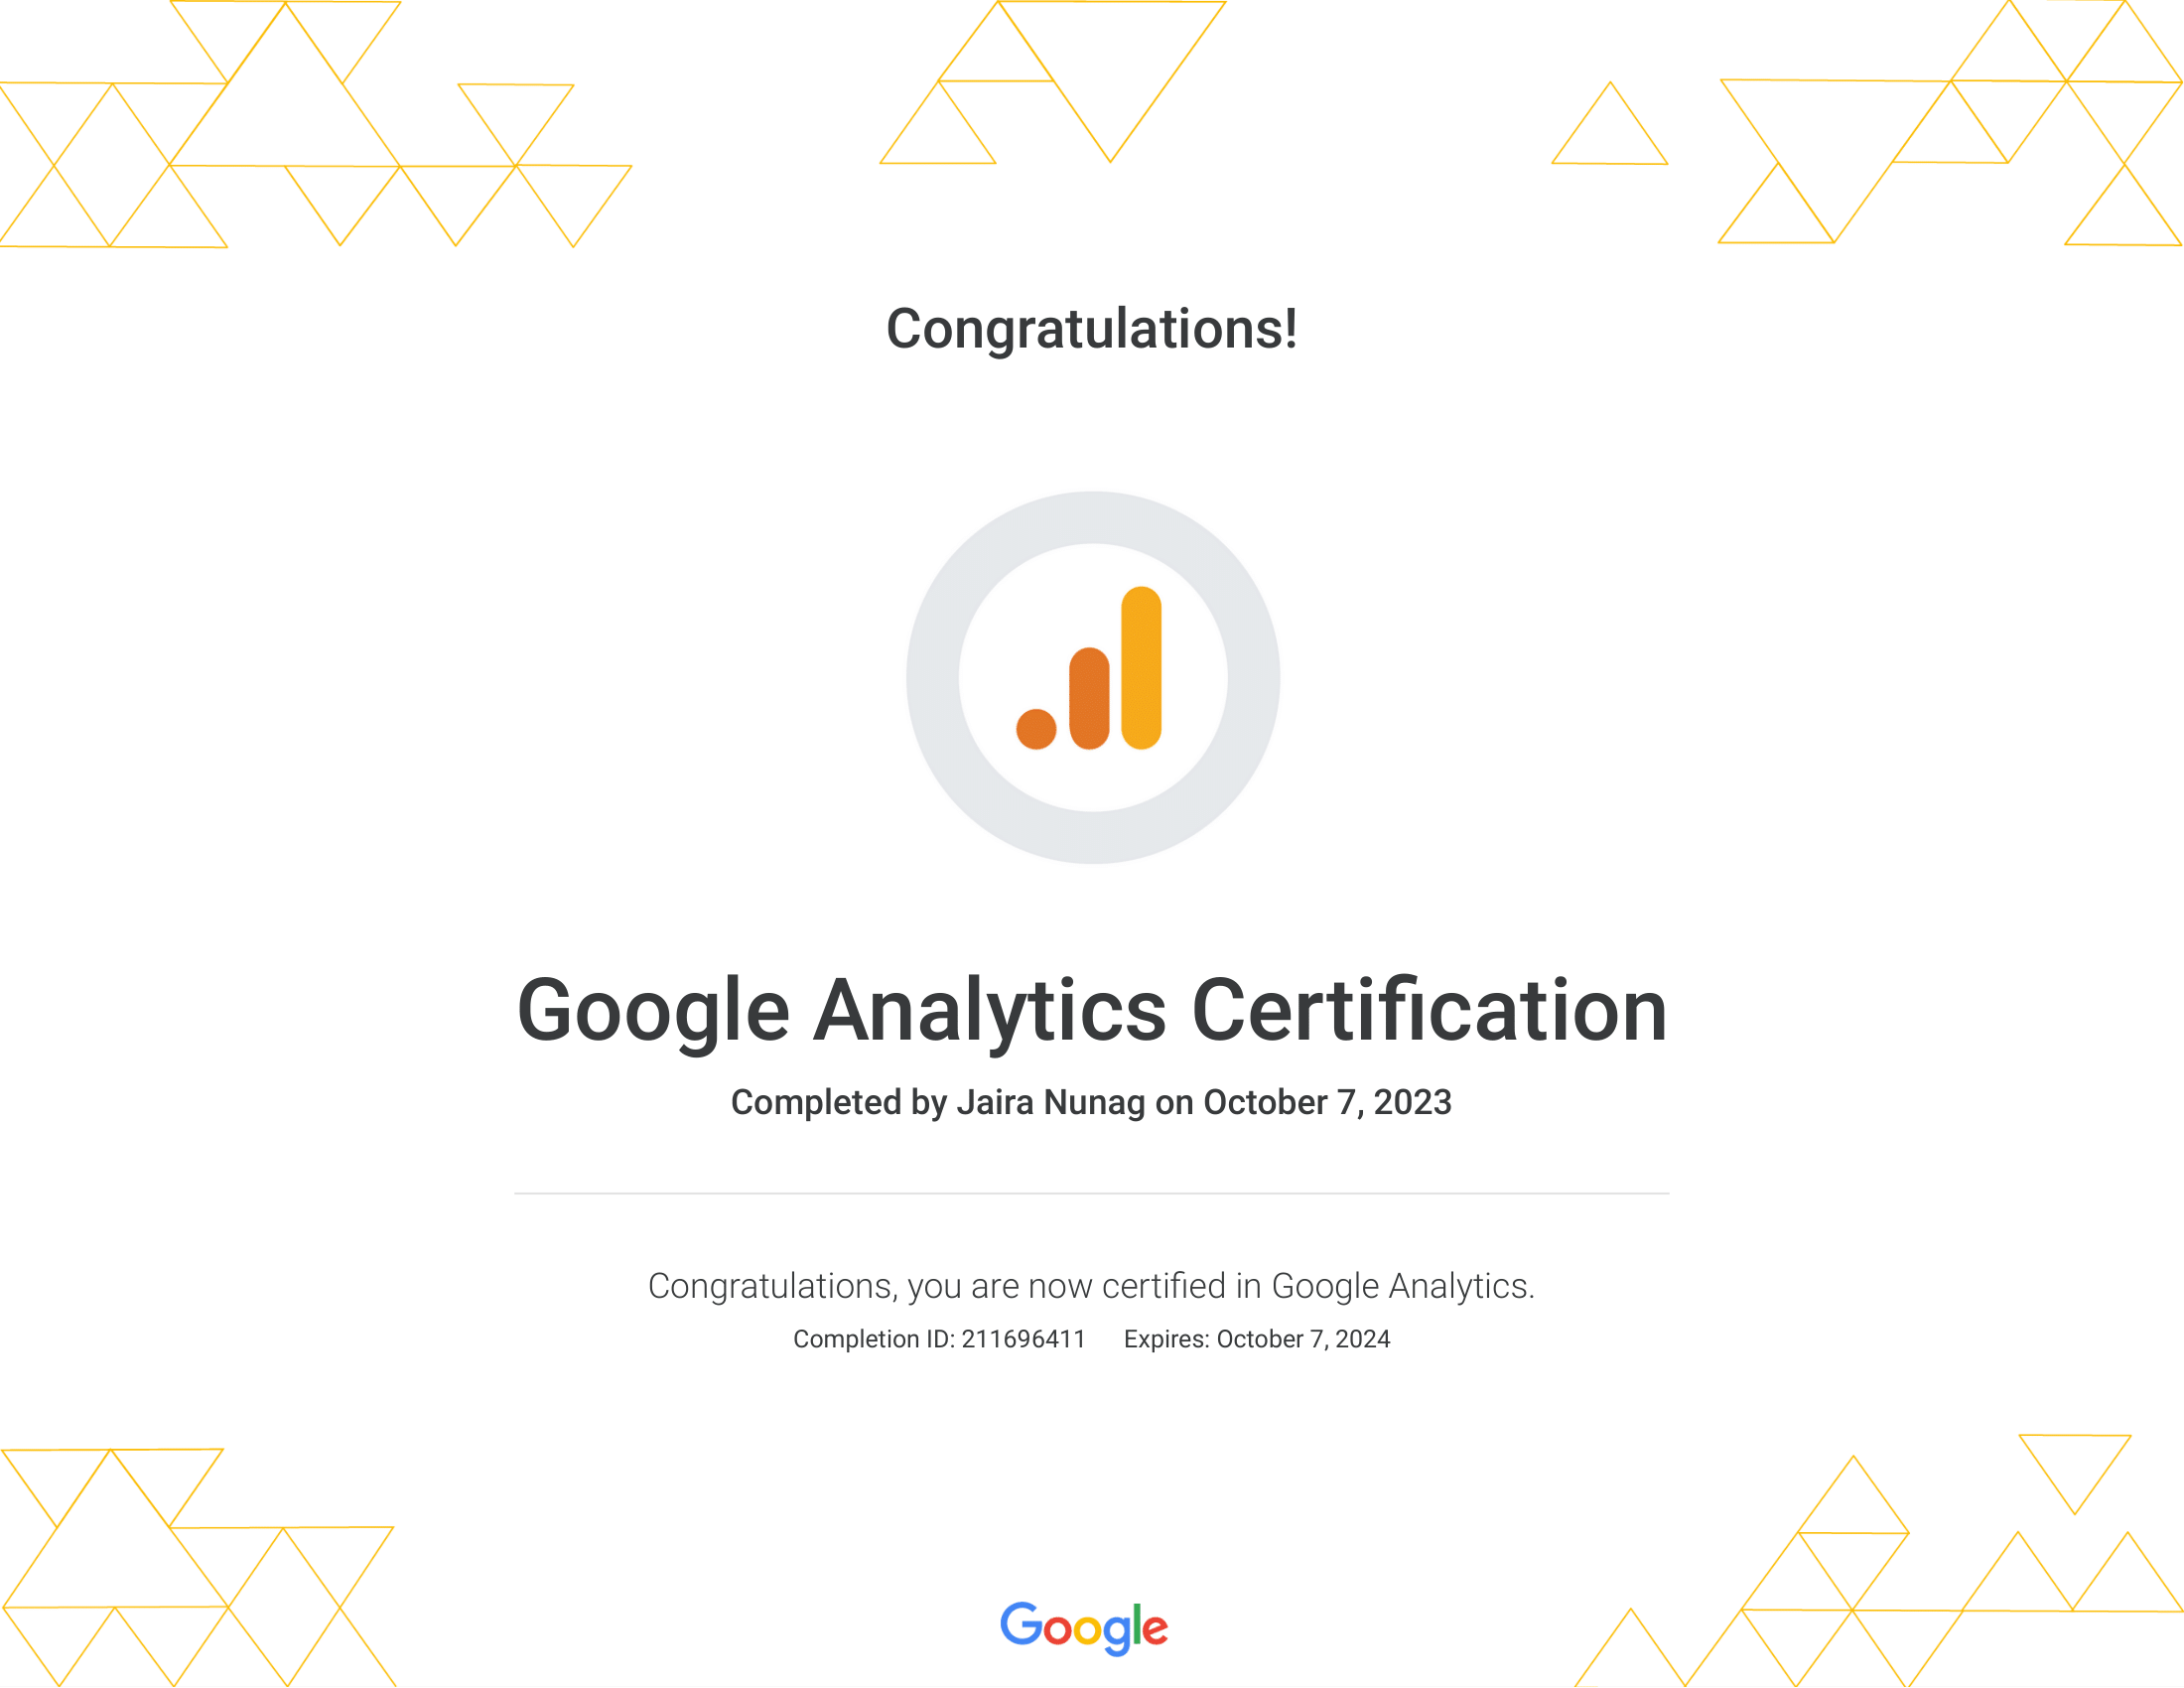 Congratulations!
Google Analytics Certification
Completed by Jaira Nunag on October 7, 2023
Congratulations, you are now certified in Google Analytics.
Completion ID: 211696411 Expires: October 7, 2024
Google